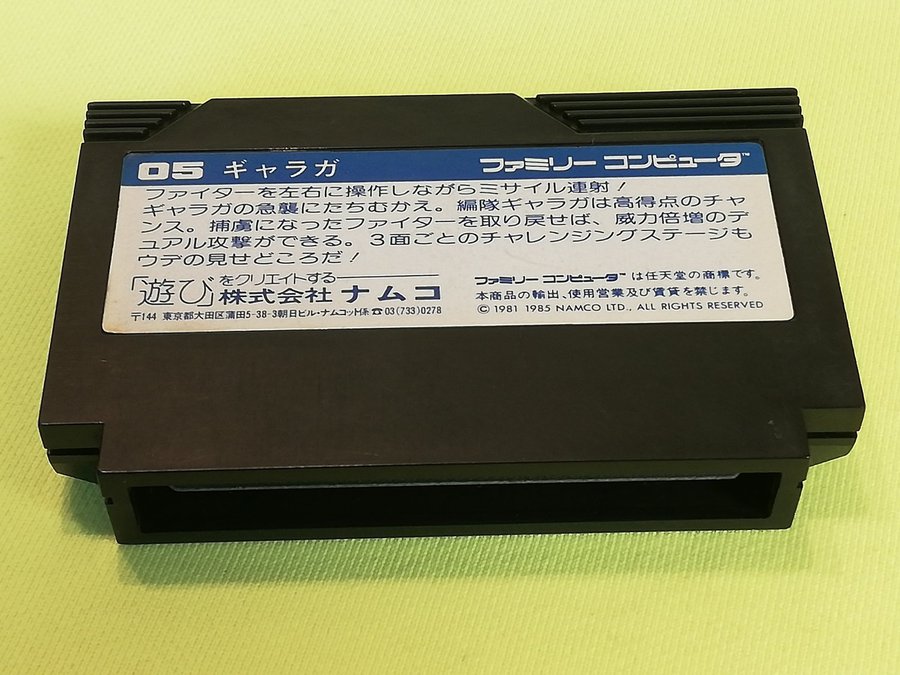 05 ギャラガ ファミリー コンピュータ™
ファイターを左右に操作しながらミサイル連射！
ギャラガの急襲にたちむかえ。編隊ギャラガは高得点のチャ
ンス。捕虜になったファイターを取り戻せば、威力倍増のデ
ュアル攻撃ができる。３面ごとのチャレンジングステージも
ウデの見せどころだ！
「遊び」をクリエイトする
株式会社 ナムコ
〒144 東京都大田区蒲田5-38-3朝日ビル・ナムコット係 ☎03(733)0278
ファミリー コンピュータ™は任天堂の商標です。
本商品の輸出、使用営業及び賃貸を禁じます。
© 1981 1985 NAMCO LTD., ALL RIGHTS RESERVED